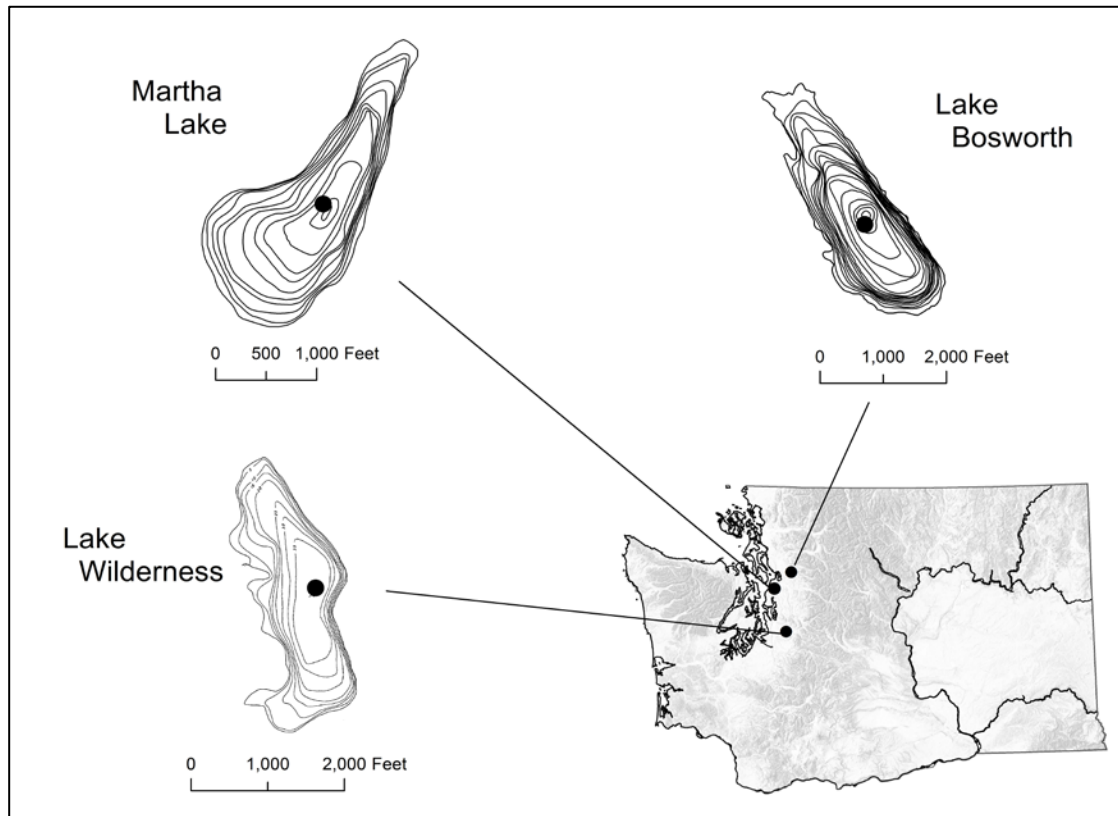 Martha
Lake
0 500 1,000 Feet
Lake
Bosworth
0 1,000 2,000 Feet
Lake
Wilderness
0 1,000 2,000 Feet